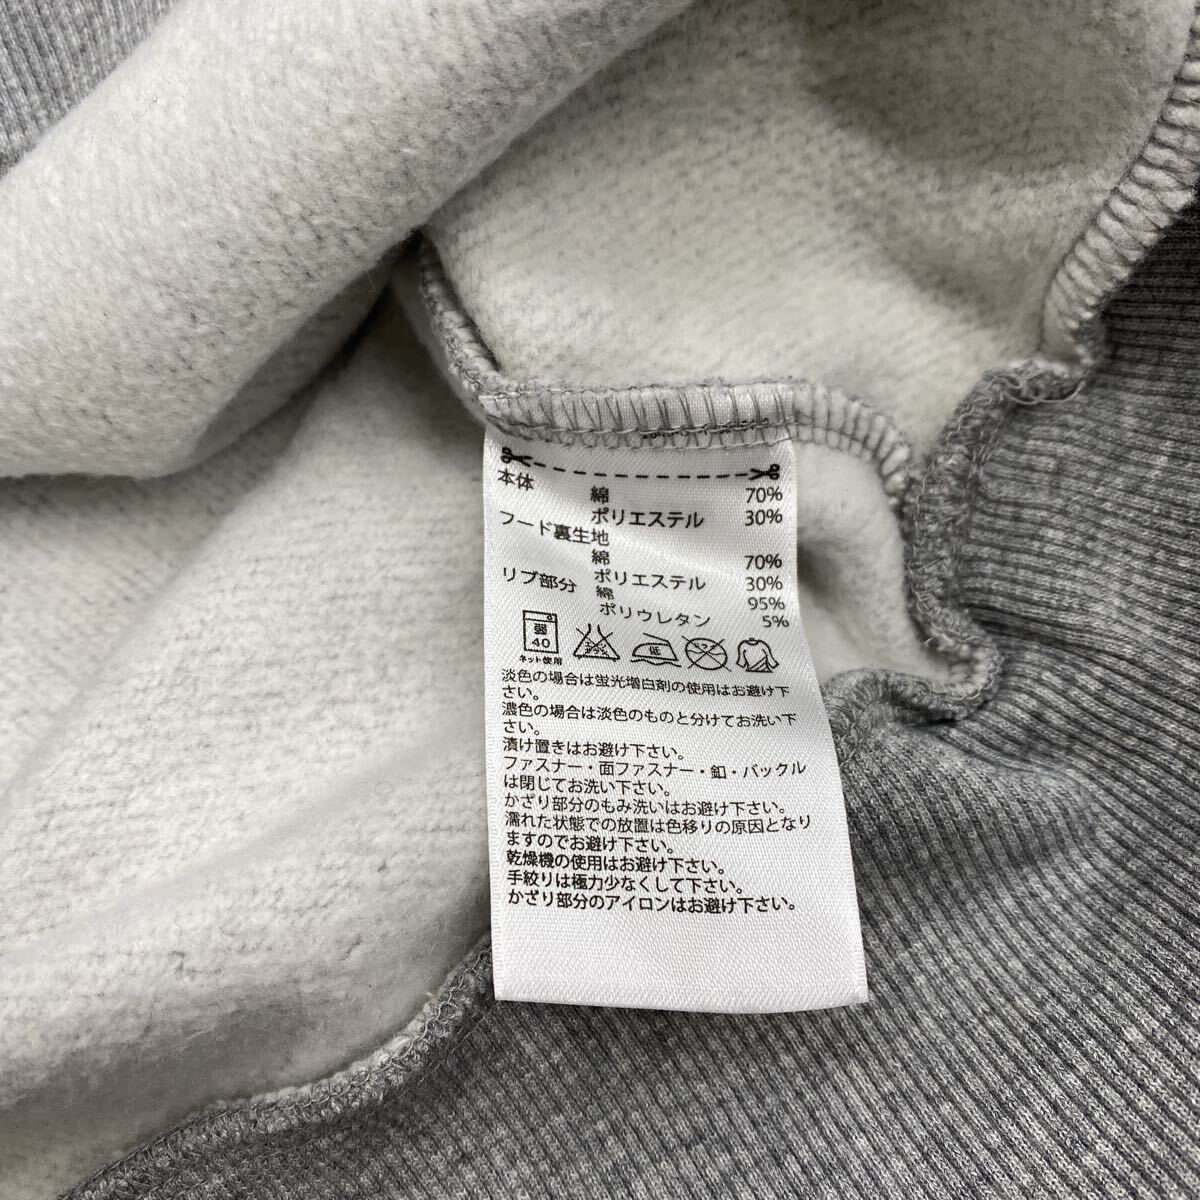 本体
綿 70%
ポリエステル 30%
フード裏生地
綿 70%
ポリエステル 30%
リブ部分
綿 95%
ポリウレタン 5%
弱
40
ネット使用
低
淡色の場合は蛍光増白剤の使用はお避け下
さい。
濃色の場合は淡色のものと分けてお洗い下
さい。
漬け置きはお避け下さい。
ファスナー・面ファスナー・釦・バックル
は閉じてお洗い下さい。
かざり部分のもみ洗いはお避け下さい。
濡れた状態での放置は色移りの原因となり
ますのでお避け下さい。
乾燥機の使用はお避け下さい。
手絞りは極力少なくして下さい。
かざり部分のアイロンはお避け下さい。